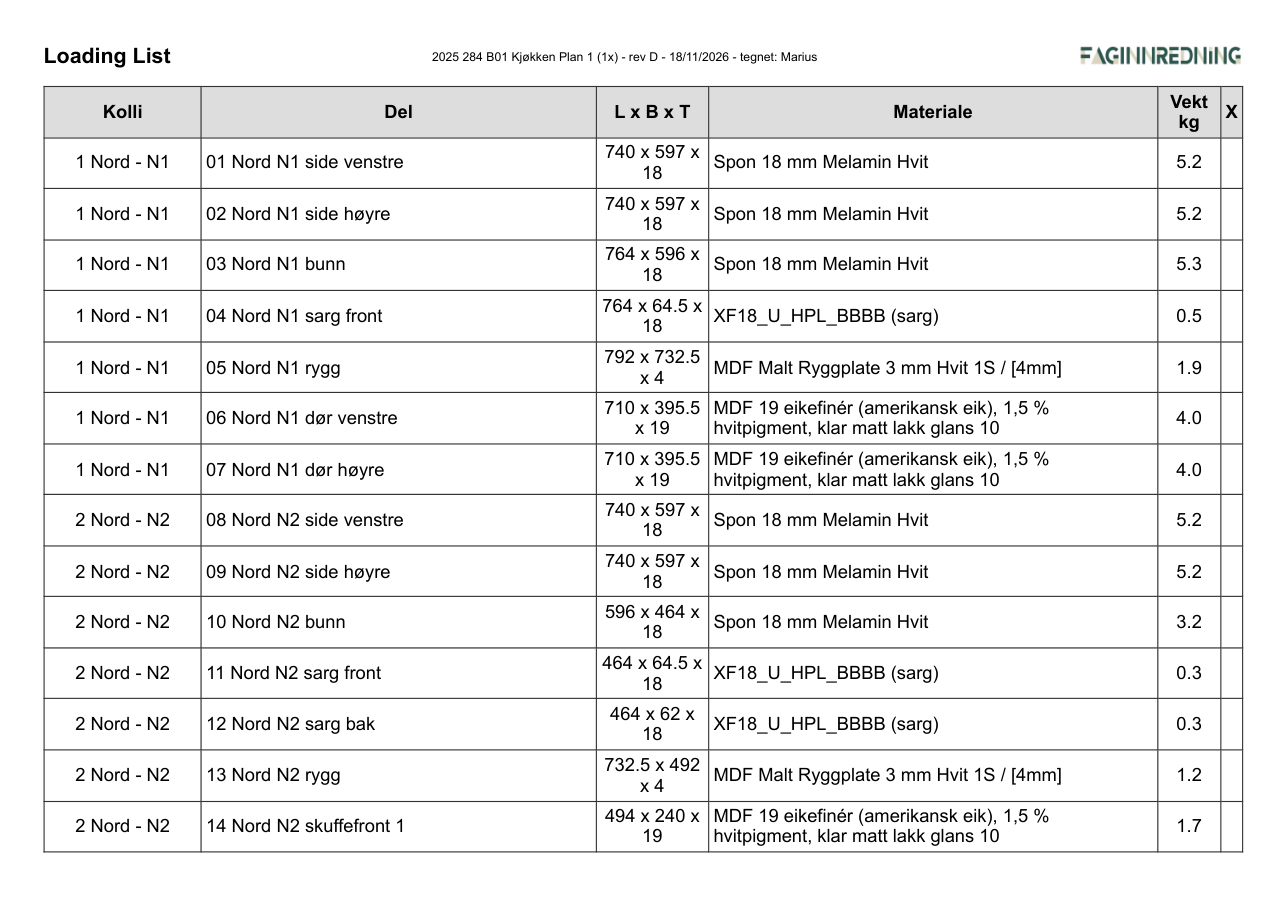 Loading List
2025 284 B01 Kjøkken Plan 1 (1x) - rev D - 18/11/2026 - tegnet: Marius
FAGINNREDNING
Kolli Del L x B x T Materiale Vekt kg X
1 Nord - N1 01 Nord N1 side venstre 740 x 597 x 18 Spon 18 mm Melamin Hvit 5.2
1 Nord - N1 02 Nord N1 side høyre 740 x 597 x 18 Spon 18 mm Melamin Hvit 5.2
1 Nord - N1 03 Nord N1 bunn 764 x 596 x 18 Spon 18 mm Melamin Hvit 5.3
1 Nord - N1 04 Nord N1 sarg front 764 x 64.5 x 18 XF18_U_HPL_BBBB (sarg) 0.5
1 Nord - N1 05 Nord N1 rygg 792 x 732.5 x 4 MDF Malt Ryggplate 3 mm Hvit 1S / [4mm] 1.9
1 Nord - N1 06 Nord N1 dør venstre 710 x 395.5 x 19 MDF 19 eikefinér (amerikansk eik), 1,5 % hvitpigment, klar matt lakk glans 10 4.0
1 Nord - N1 07 Nord N1 dør høyre 710 x 395.5 x 19 MDF 19 eikefinér (amerikansk eik), 1,5 % hvitpigment, klar matt lakk glans 10 4.0
2 Nord - N2 08 Nord N2 side venstre 740 x 597 x 18 Spon 18 mm Melamin Hvit 5.2
2 Nord - N2 09 Nord N2 side høyre 740 x 597 x 18 Spon 18 mm Melamin Hvit 5.2
2 Nord - N2 10 Nord N2 bunn 596 x 464 x 18 Spon 18 mm Melamin Hvit 3.2
2 Nord - N2 11 Nord N2 sarg front 464 x 64.5 x 18 XF18_U_HPL_BBBB (sarg) 0.3
2 Nord - N2 12 Nord N2 sarg bak 464 x 62 x 18 XF18_U_HPL_BBBB (sarg) 0.3
2 Nord - N2 13 Nord N2 rygg 732.5 x 492 x 4 MDF Malt Ryggplate 3 mm Hvit 1S / [4mm] 1.2
2 Nord - N2 14 Nord N2 skuffefront 1 494 x 240 x 19 MDF 19 eikefinér (amerikansk eik), 1,5 % hvitpigment, klar matt lakk glans 10 1.7